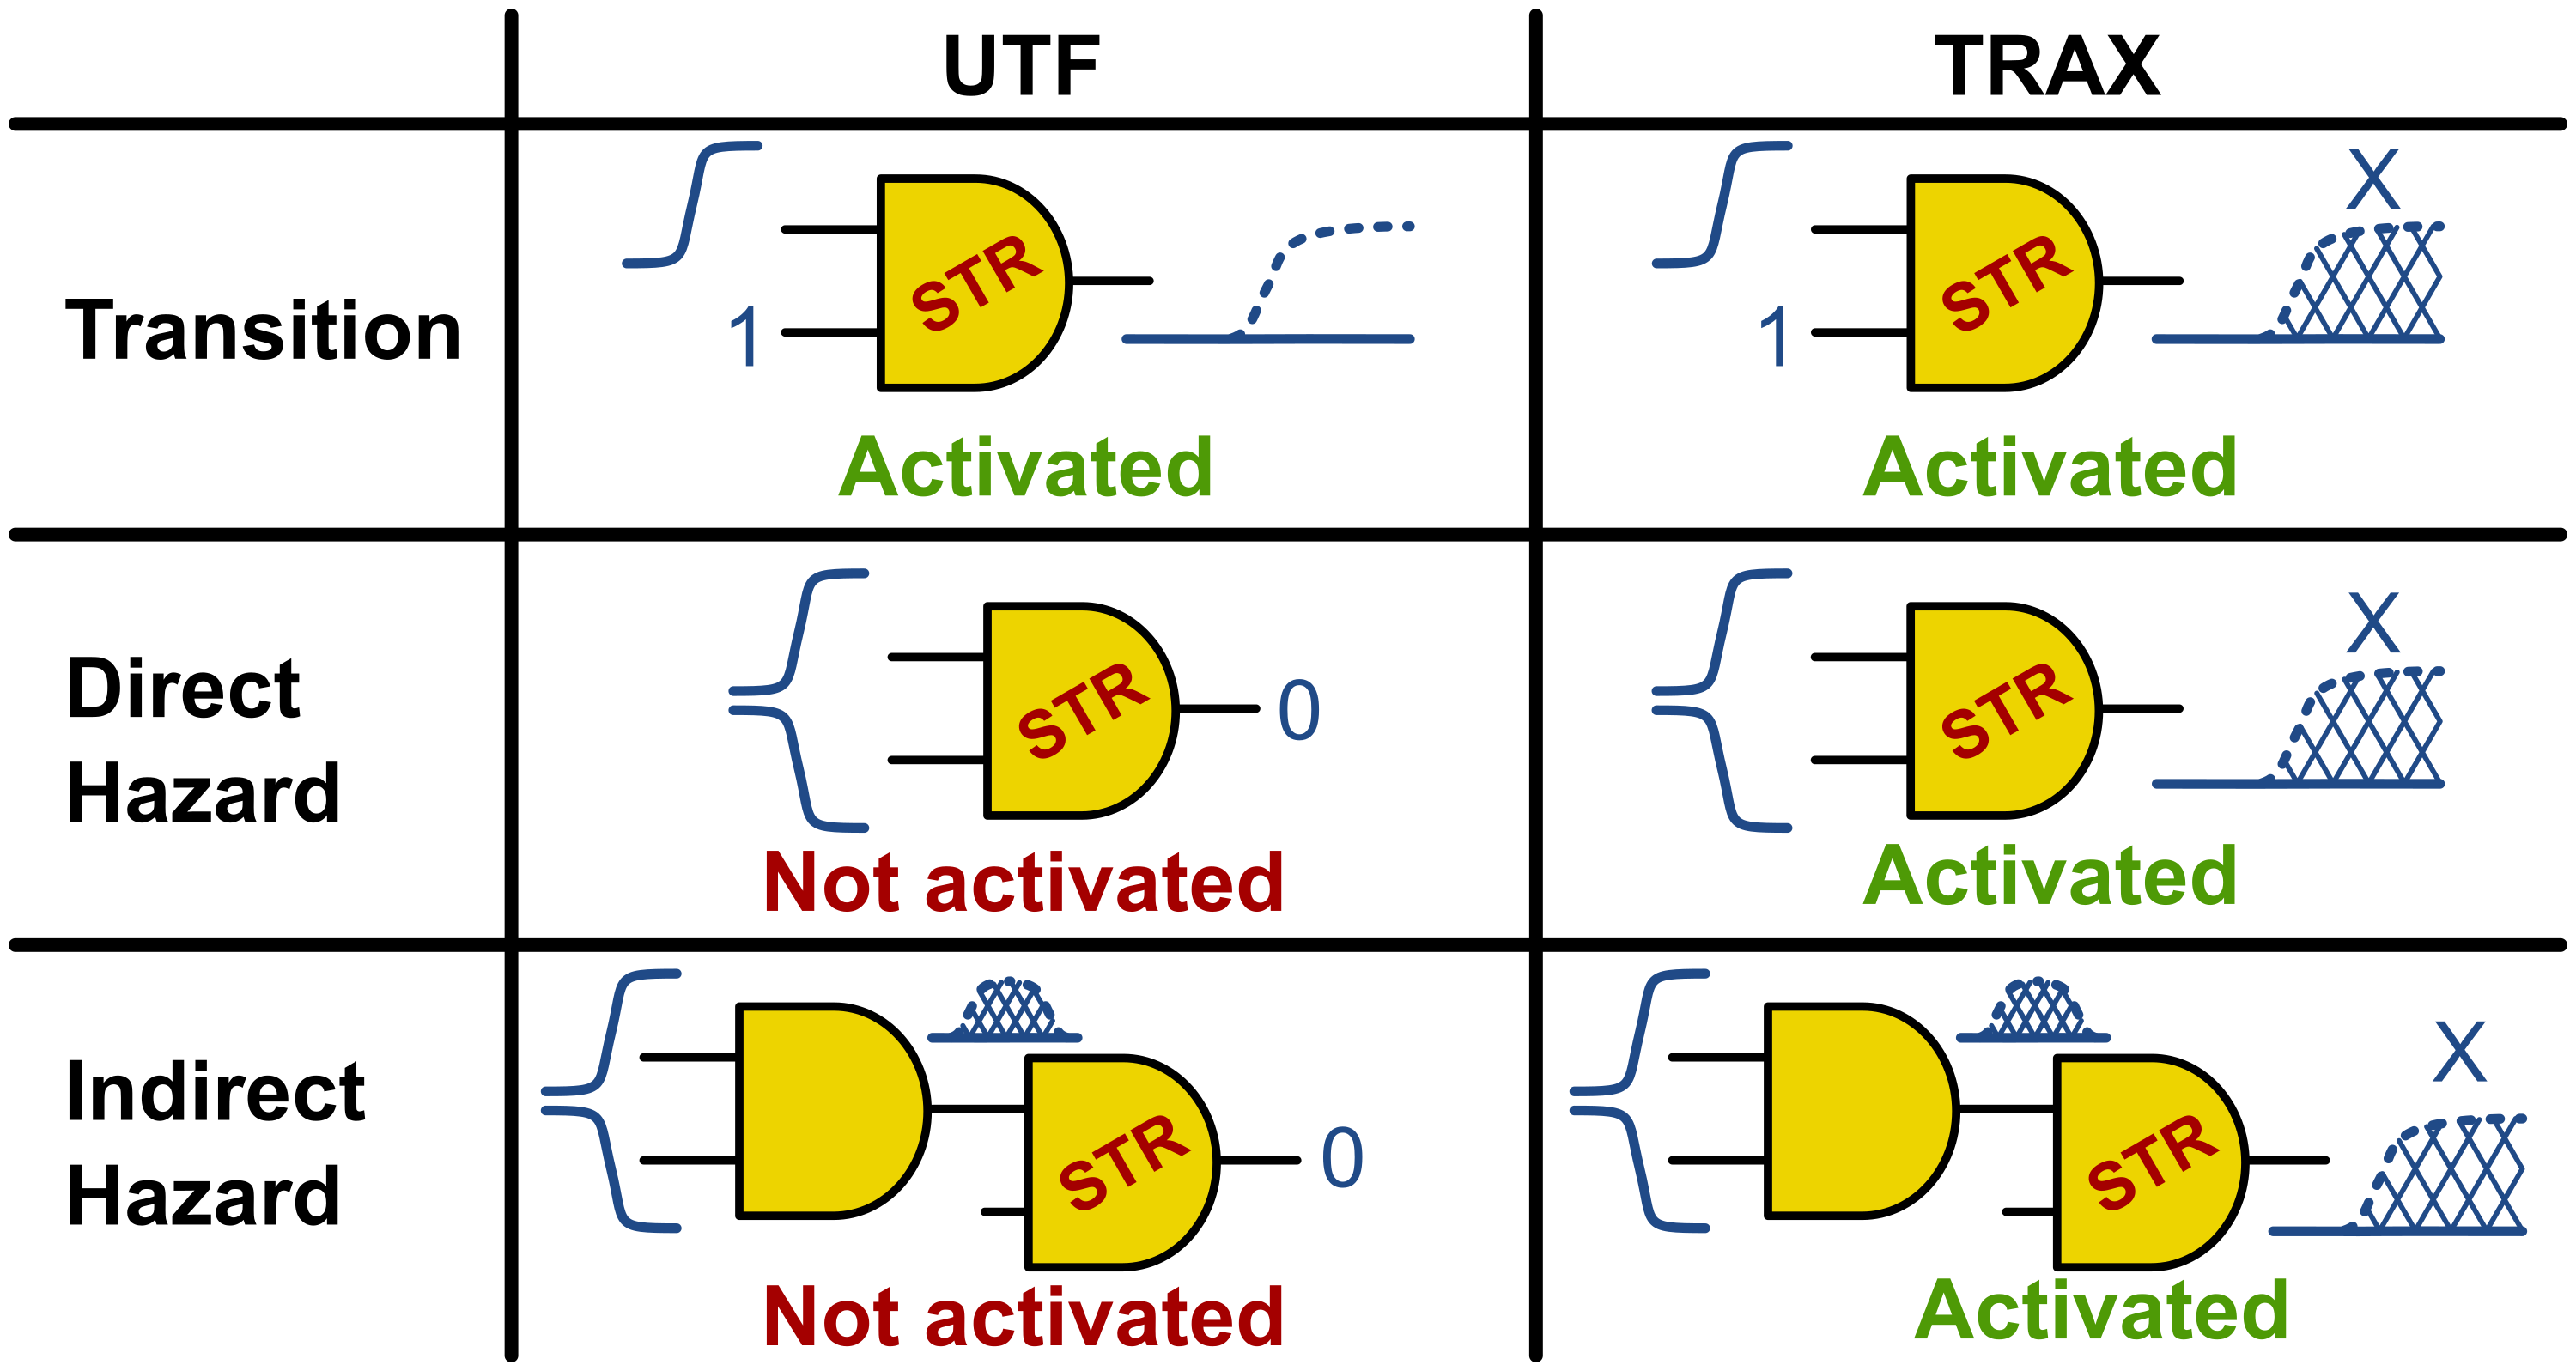 UTF
TRAX
Transition
1
STR
Activated
1
STR
X
Activated
Direct
Hazard
STR
0
Not activated
STR
X
Activated
Indirect
Hazard
STR
0
Not activated
STR
X
Activated